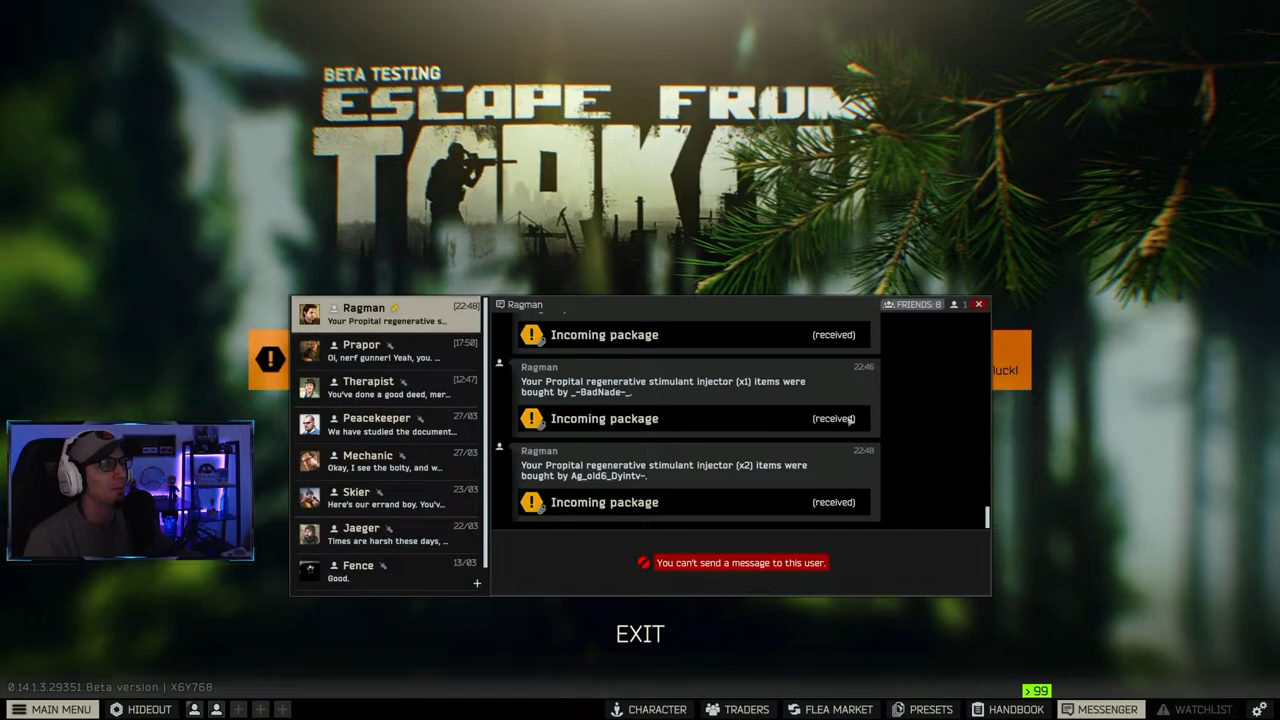 BETA TESTING
ESCAPE FROM
Ragman
[22:48]
Your Propital regenerative s...
Prapor
[17:50]
Oi, nerf gunner! Yeah, you. ...
Therapist
[12:47]
You've done a good deed, mer...
Peacekeeper
27/03
We have studied the document...
Mechanic
27/03
Okay, I see the bolty, and w...
Skier
23/03
Here's our errand boy. You'v...
Jaeger
22/03
Times are harsh these days, ...
Fence
13/03
Good.
+
Ragman
FRIENDS: 8
1
Incoming package
(received)
Ragman
22:46
Your Propital regenerative stimulant injector (x1) items were
bought by _-BadNade-_.
Incoming package
(received)
Ragman
22:48
Your Propital regenerative stimulant injector (x2) items were
bought by Ag_old6_Dyintv-.
Incoming package
(received)
You can't send a message to this user.
luck!
EXIT
0.14.1.3.29351 Beta version | X6Y768
> 99
MAIN MENU
HIDEOUT
CHARACTER
TRADERS
FLEA MARKET
PRESETS
HANDBOOK
MESSENGER
WATCHLIST